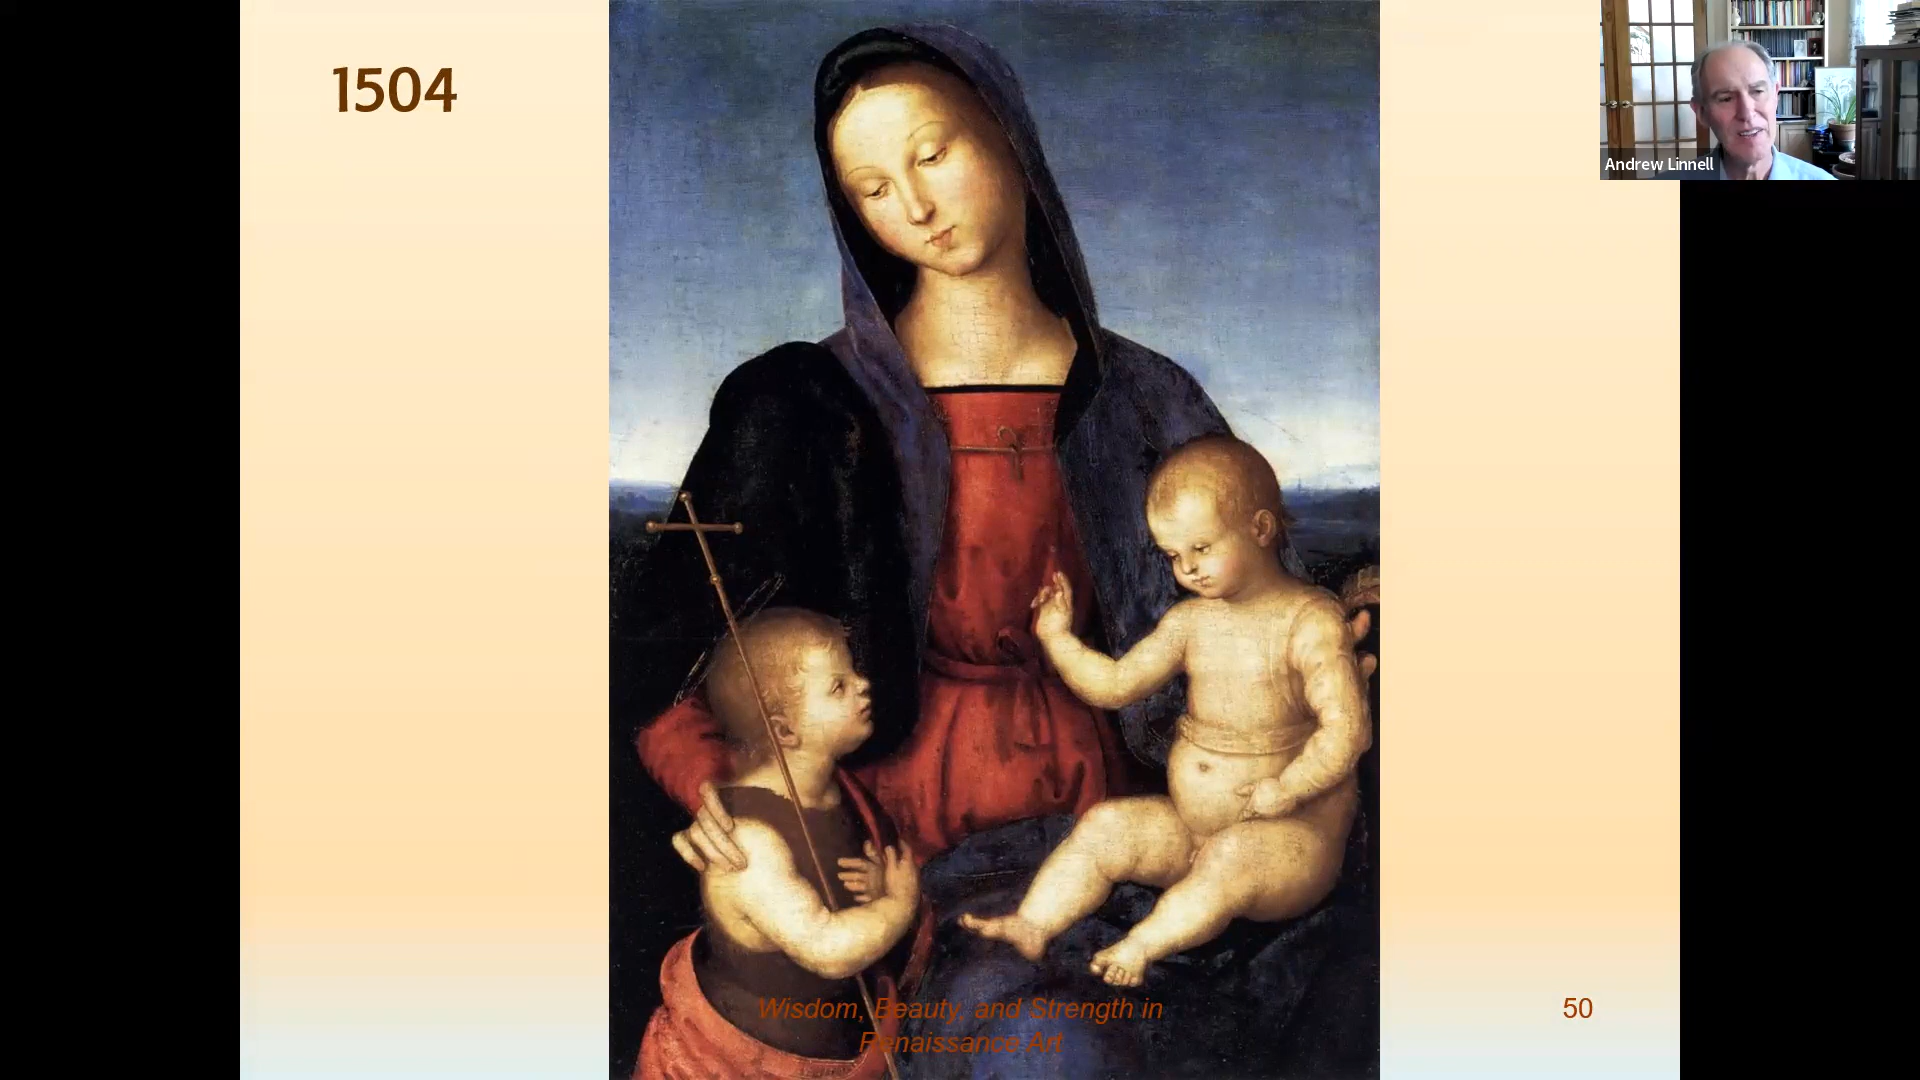 1504
Andrew Linnell
Wisdom, Beauty, and Strength in
Renaissance Art
50